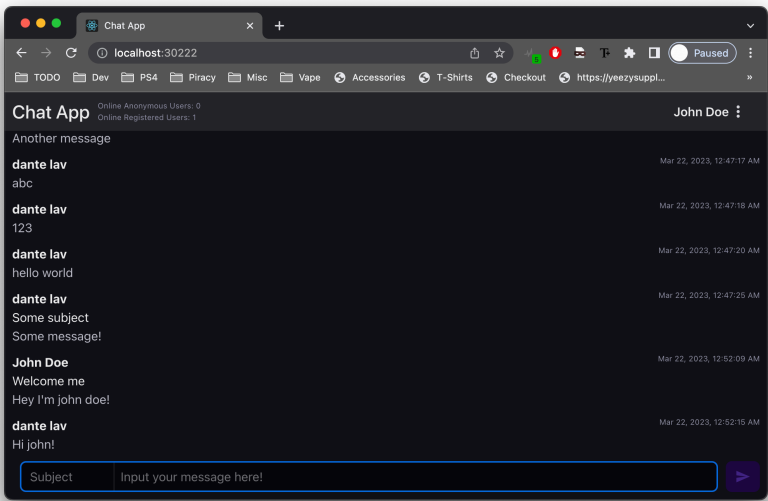 Chat App
localhost:30222
Paused
TODO Dev PS4 Piracy Misc Vape Accessories T-Shirts Checkout https://yeezysuppl... »
Chat App
Online Anonymous Users: 0
Online Registered Users: 1
John Doe
Another message
dante lav Mar 22, 2023, 12:47:17 AM
abc
dante lav Mar 22, 2023, 12:47:18 AM
123
dante lav Mar 22, 2023, 12:47:20 AM
hello world
dante lav Mar 22, 2023, 12:47:25 AM
Some subject
Some message!
John Doe Mar 22, 2023, 12:52:09 AM
Welcome me
Hey I'm john doe!
dante lav Mar 22, 2023, 12:52:15 AM
Hi john!
Subject Input your message here!